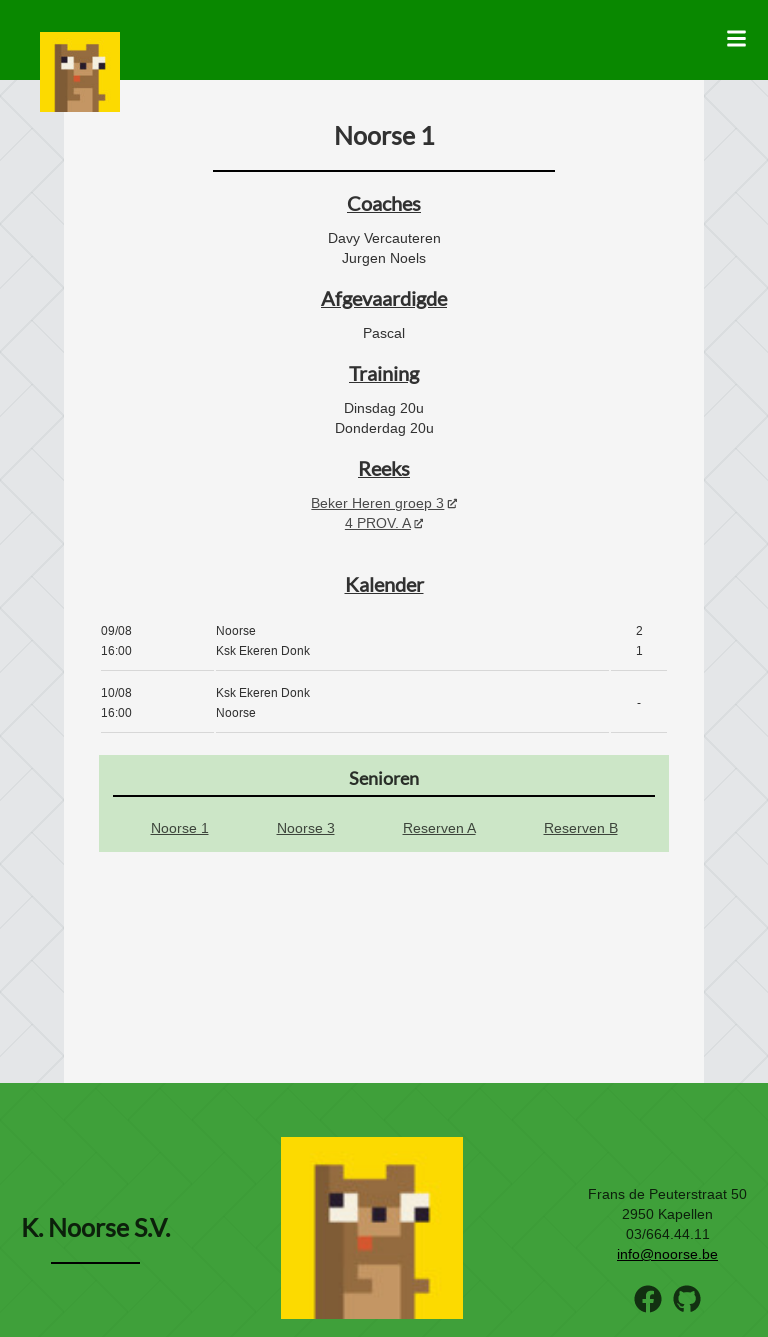 Noorse 1
Coaches
Davy Vercauteren
Jurgen Noels
Afgevaardigde
Pascal
Training
Dinsdag 20u
Donderdag 20u
Reeks
Beker Heren groep 3
4 PROV. A
Kalender
09/08 Noorse 2
16:00 Ksk Ekeren Donk 1
10/08 Ksk Ekeren Donk
-
16:00 Noorse
Senioren
Noorse 1 Noorse 3 Reserven A Reserven B
K. Noorse S.V.
Frans de Peuterstraat 50
2950 Kapellen
03/664.44.11
info@noorse.be